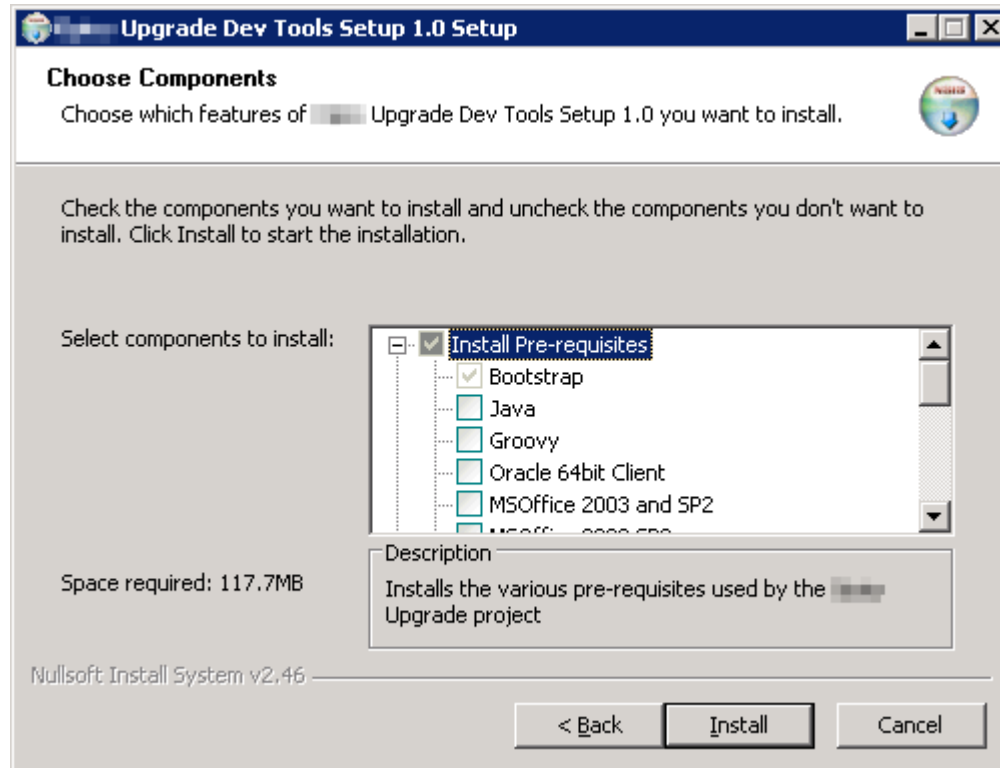 Upgrade Dev Tools Setup 1.0 Setup
Choose Components
Choose which features of Upgrade Dev Tools Setup 1.0 you want to install.
Check the components you want to install and uncheck the components you don't want to
install. Click Install to start the installation.
Select components to install:
Install Pre-requisites
Bootstrap
Java
Groovy
Oracle 64bit Client
MSOffice 2003 and SP2
Space required: 117.7MB
Description
Installs the various pre-requisites used by the
Upgrade project
Nullsoft Install System v2.46
< Back
Install
Cancel